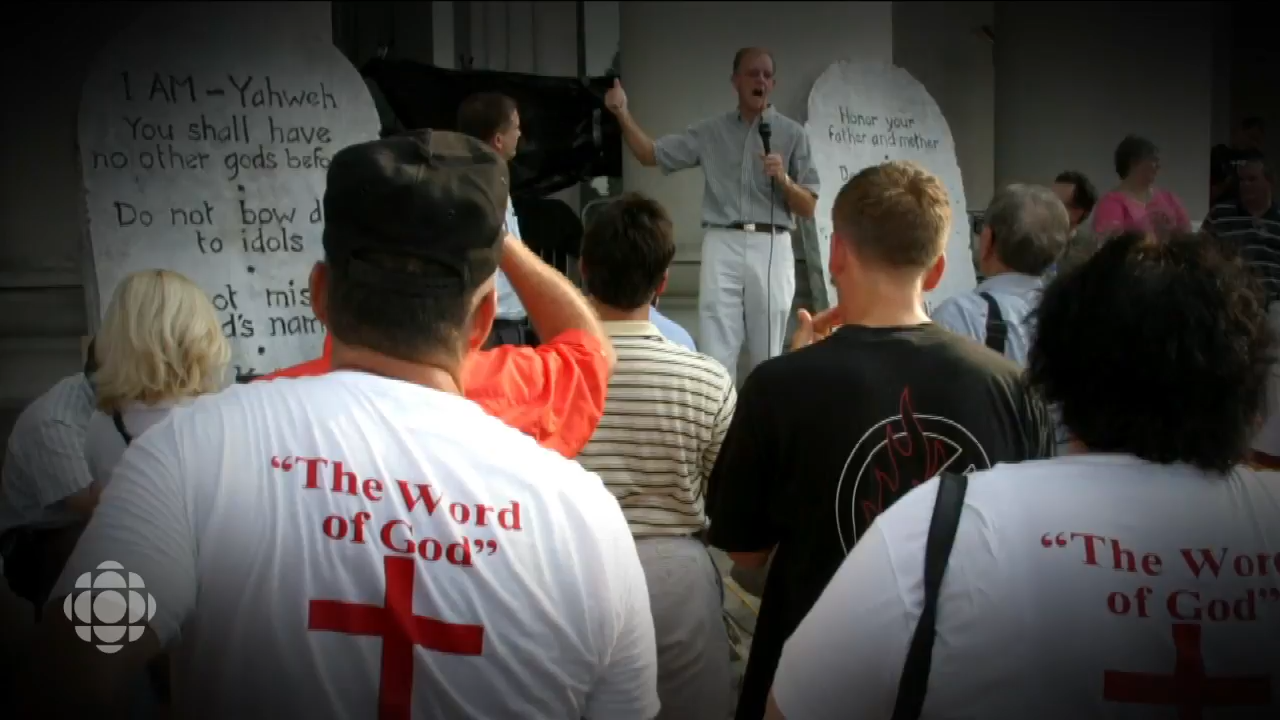 I AM - Yahweh
You shall have
no other gods
Do not bow
to idols
Honor your
father and mother
"The Word
of God"
"The
of God"